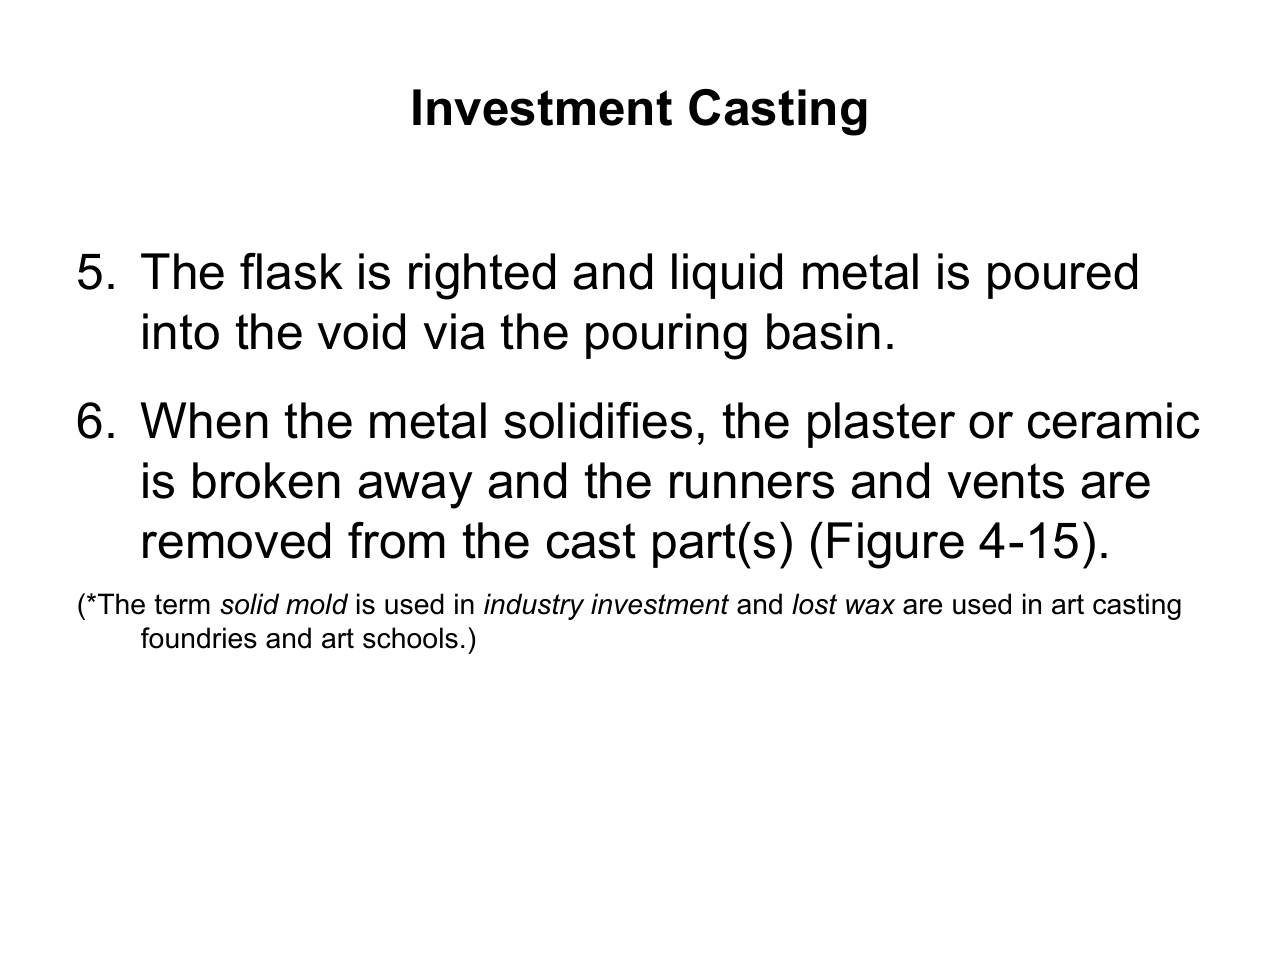 Investment Casting
5. The flask is righted and liquid metal is poured
into the void via the pouring basin.
6. When the metal solidifies, the plaster or ceramic
is broken away and the runners and vents are
removed from the cast part(s) (Figure 4-15).
(*The term solid mold is used in industry investment and lost wax are used in art casting
foundries and art schools.)